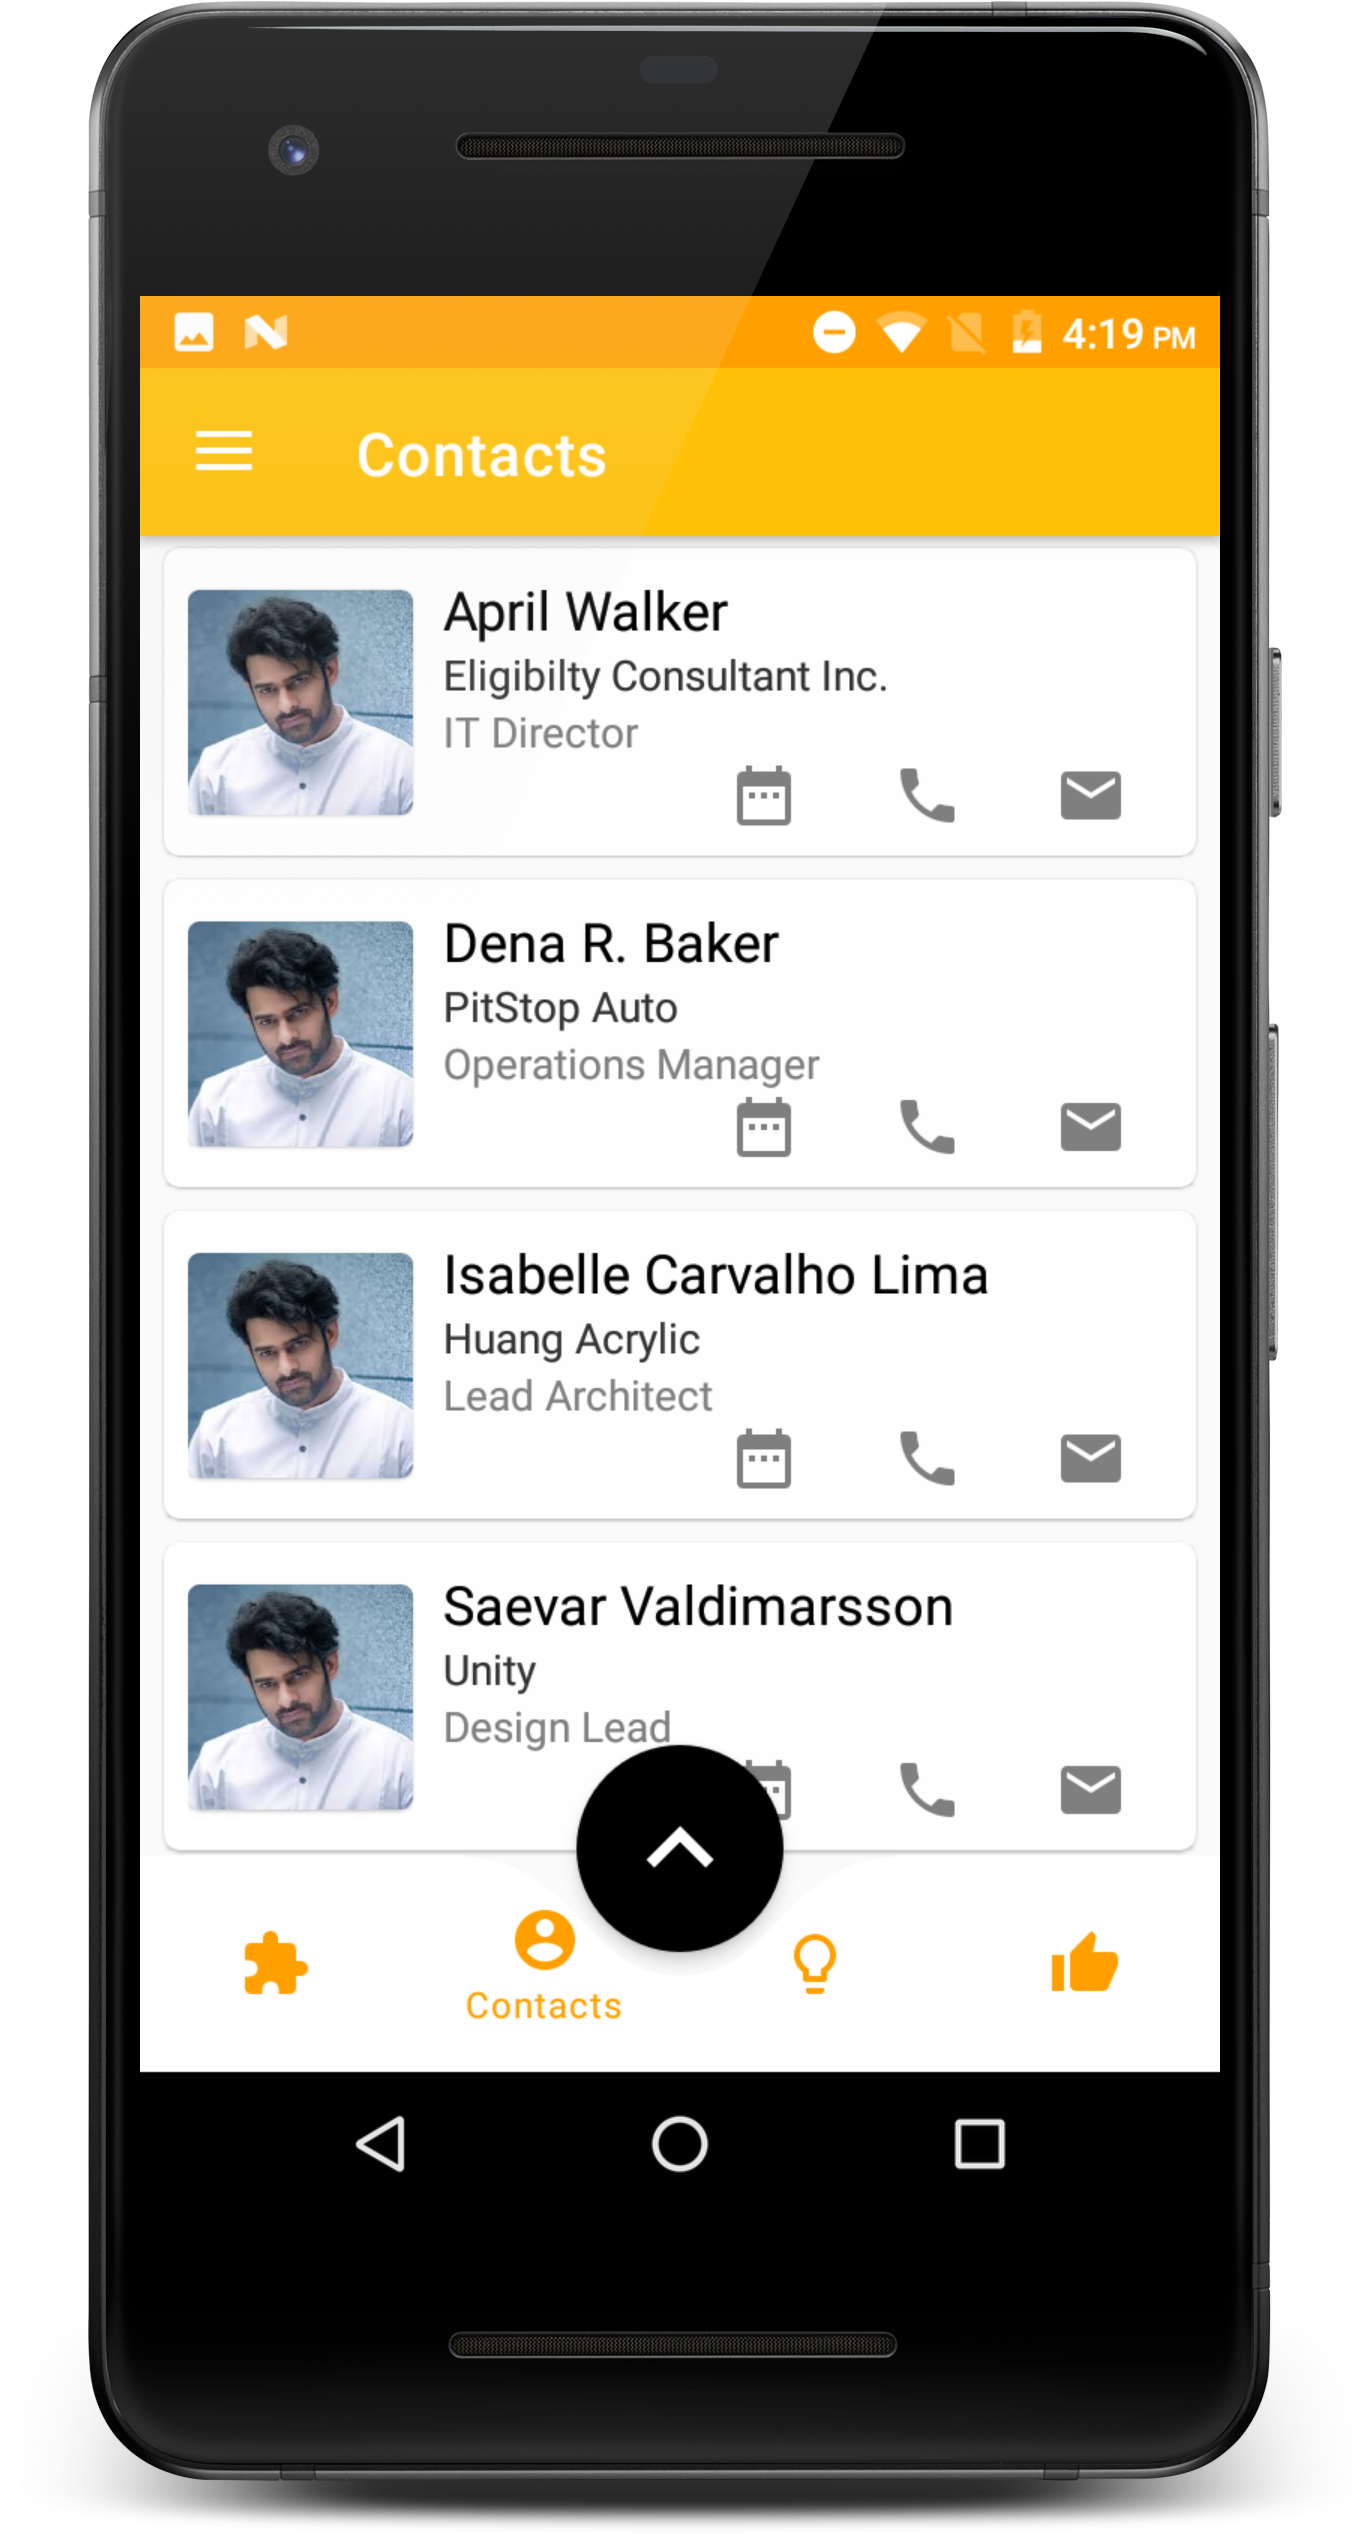 4:19 PM
Contacts
April Walker
Eligibilty Consultant Inc.
IT Director
Dena R. Baker
PitStop Auto
Operations Manager
Isabelle Carvalho Lima
Huang Acrylic
Lead Architect
Saevar Valdimarsson
Unity
Design Lead
Contacts